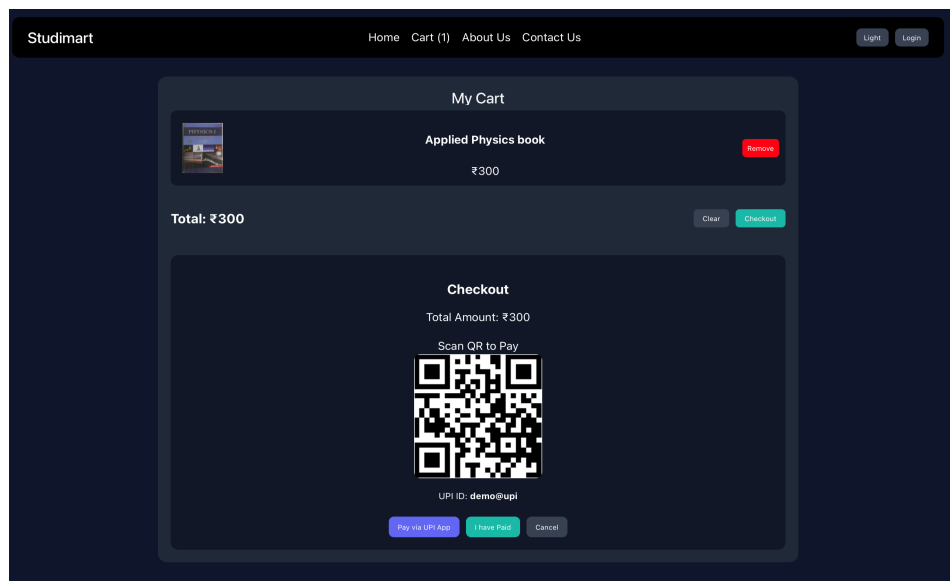 Studimart
Home Cart (1) About Us Contact Us
Light Login
My Cart
PHYSICS I
Applied Physics book
₹300
Remove
Total: ₹300
Clear Checkout
Checkout
Total Amount: ₹300
Scan QR to Pay
UPI ID: demo@upi
Pay via UPI App I have Paid Cancel